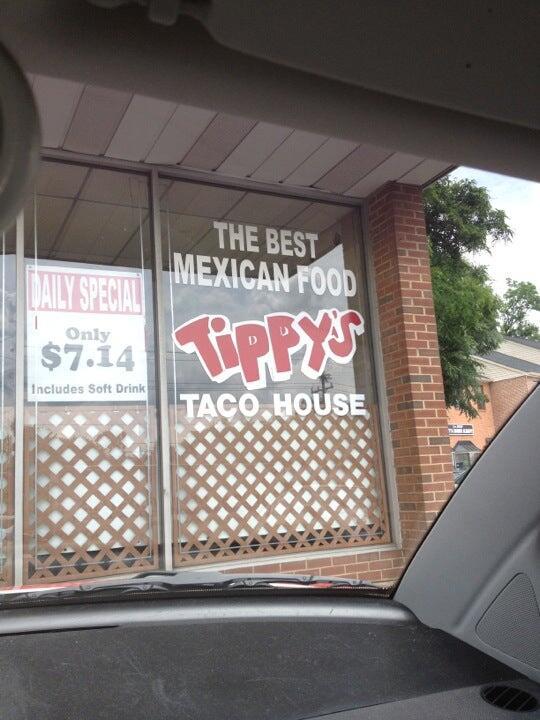 DAILY SPECIAL
Only
$7.14
Includes Soft Drink
THE BEST
MEXICAN FOOD
TIPPY'S
TACO HOUSE